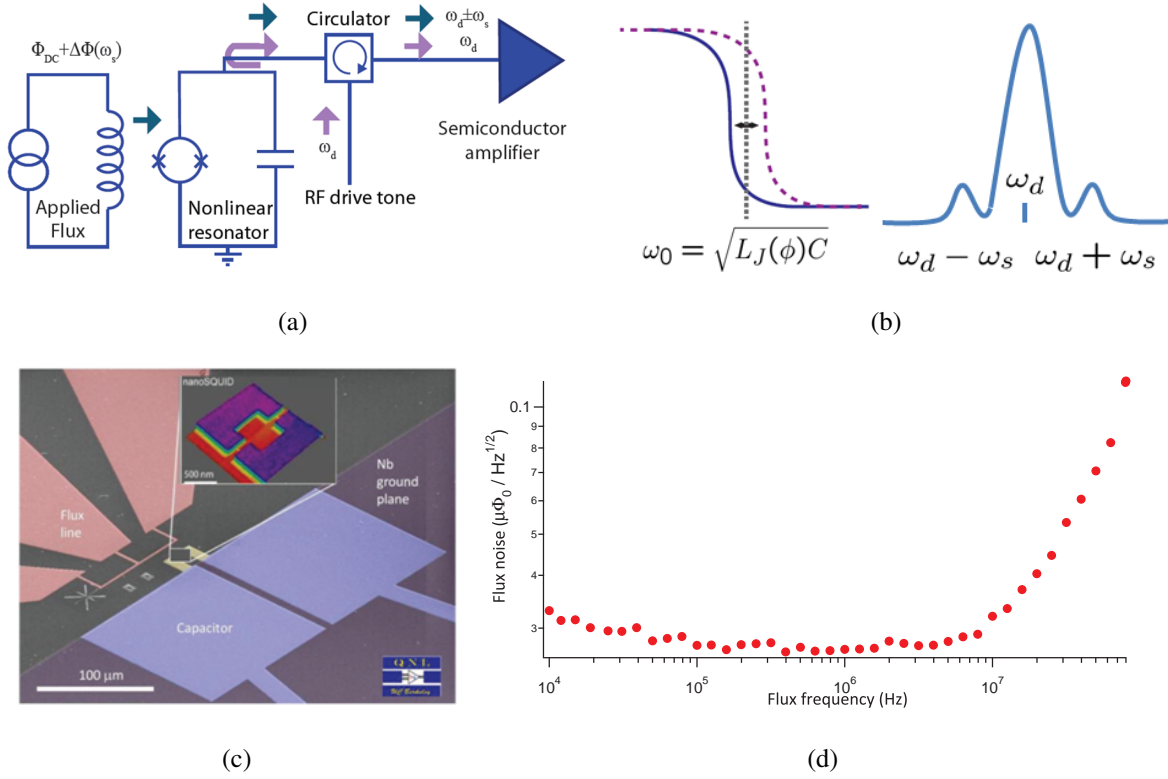 Φ_DC+ΔΦ(ω_s)
Circulator
ω_d±ω_s
ω_d
ω_d
Semiconductor
amplifier
Applied
Flux
Nonlinear
resonator
RF drive tone
(a)
ω_0 = √L_J(ϕ)C
ω_d
ω_d − ω_s ω_d + ω_s
(b)
nanoSQUID
500 nm
Nb
ground
plane
Flux
line
Capacitor
100 μm
QNL
UC Berkeley
(c)
Flux noise (μΦ_0 / Hz^1/2)
0.1
9
8
7
6
5
4
3
10^4
10^5
10^6
10^7
Flux frequency (Hz)
(d)